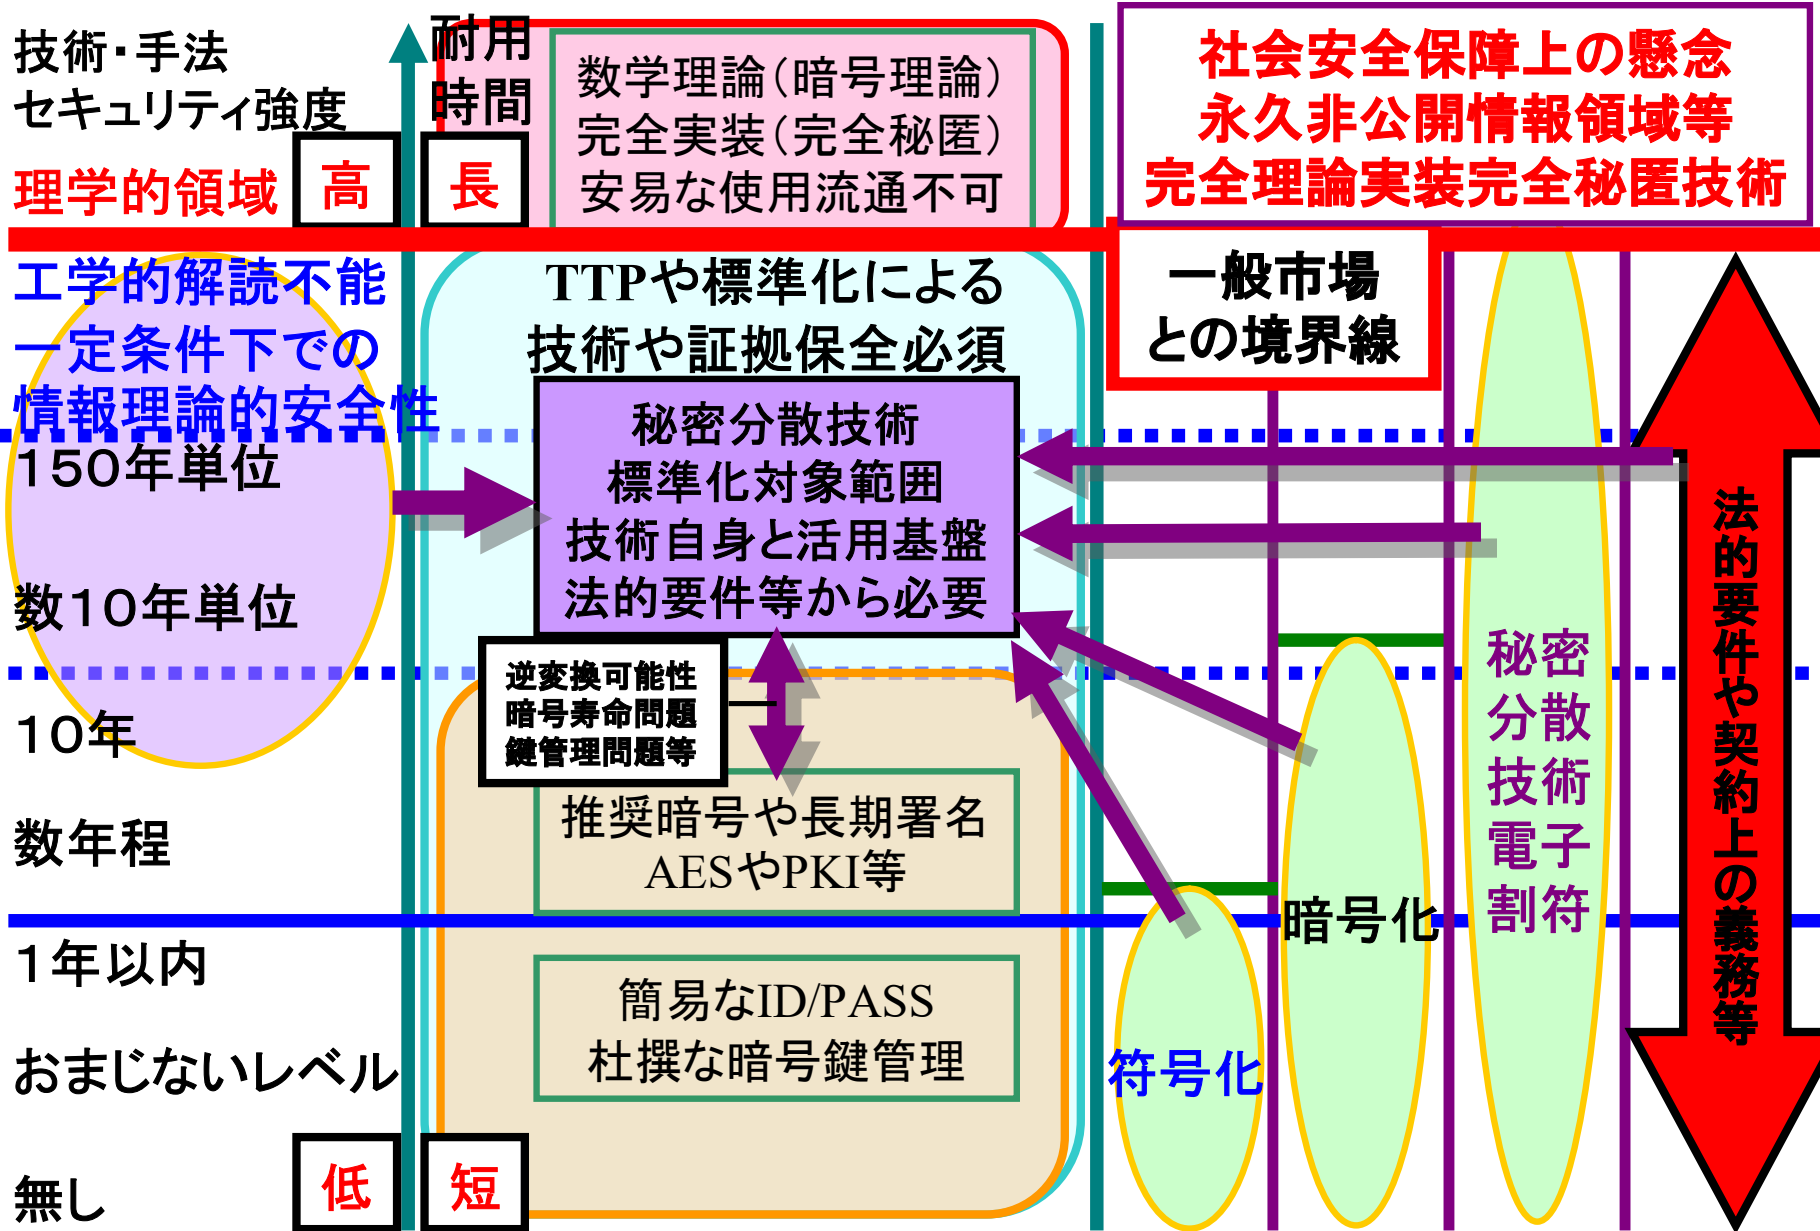 技術・手法
セキュリティ強度
理学的領域
高
耐用
時間
長
数学理論（暗号理論）
完全実装（完全秘匿）
安易な使用流通不可
社会安全保障上の懸念
永久非公開情報領域等
完全理論実装完全秘匿技術
工学的解読不能
一定条件下での
情報理論的安全性
150年単位
数10年単位
10年
数年程
1年以内
おまじないレベル
無し
低
短
TTPや標準化による
技術や証拠保全必須
秘密分散技術
標準化対象範囲
技術自身と活用基盤
法的要件等から必要
逆変換可能性
暗号寿命問題
鍵管理問題等
推奨暗号や長期署名
AESやPKI等
簡易なID/PASS
杜撰な暗号鍵管理
一般市場
との境界線
符号化
暗号化
秘密
分散
技術
電子
割符
法的要件や契約上の義務等